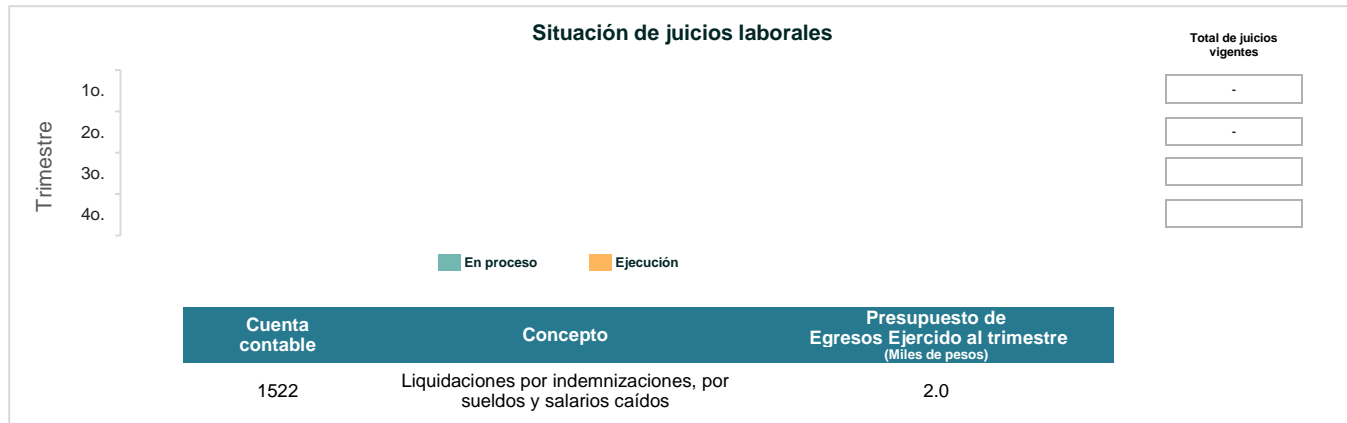 Situación de juicios laborales
Total de juicios
vigentes
Trimestre
1o.
-
2o.
-
3o.
4o.
En proceso
Ejecución
Cuenta
contable
Concepto
Presupuesto de
Egresos Ejercido al trimestre
(Miles de pesos)
1522
Liquidaciones por indemnizaciones, por
sueldos y salarios caídos
2.0